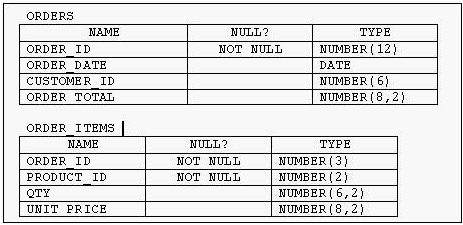 ORDERS
NAME NULL? TYPE
ORDER_ID NOT NULL NUMBER(12)
ORDER_DATE DATE
CUSTOMER_ID NUMBER(6)
ORDER TOTAL NUMBER(8,2)
ORDER_ITEMS
NAME NULL? TYPE
ORDER_ID NOT NULL NUMBER(3)
PRODUCT_ID NOT NULL NUMBER(2)
QTY NUMBER(6,2)
UNIT PRICE NUMBER(8,2)